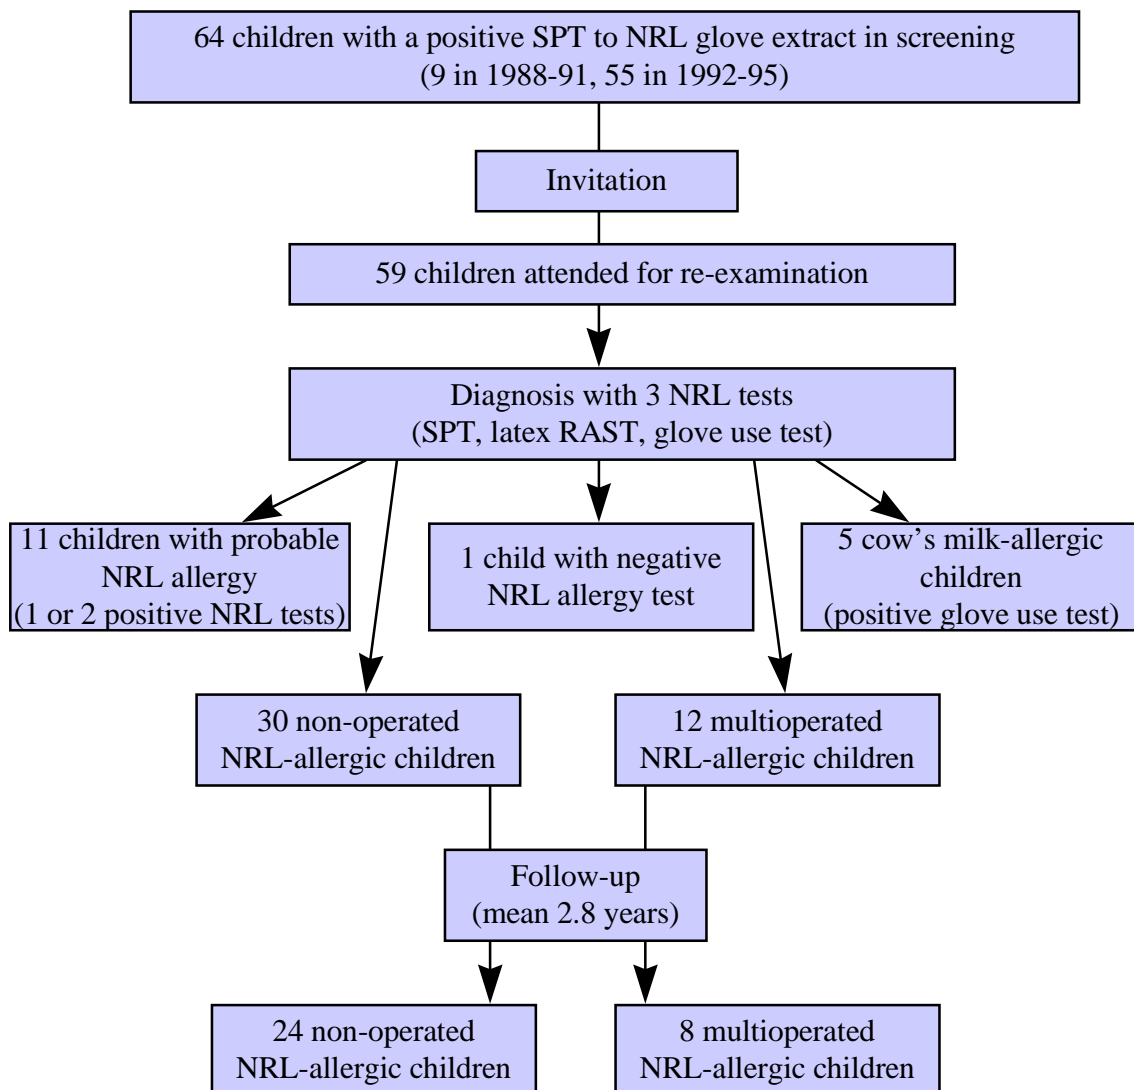 64 children with a positive SPT to NRL glove extract in screening
(9 in 1988-91, 55 in 1992-95)
Invitation
59 children attended for re-examination
Diagnosis with 3 NRL tests
(SPT, latex RAST, glove use test)
11 children with probable
NRL allergy
(1 or 2 positive NRL tests)
1 child with negative
NRL allergy test
5 cow's milk-allergic
children
(positive glove use test)
30 non-operated
NRL-allergic children
12 multioperated
NRL-allergic children
Follow-up
(mean 2.8 years)
24 non-operated
NRL-allergic children
8 multioperated
NRL-allergic children